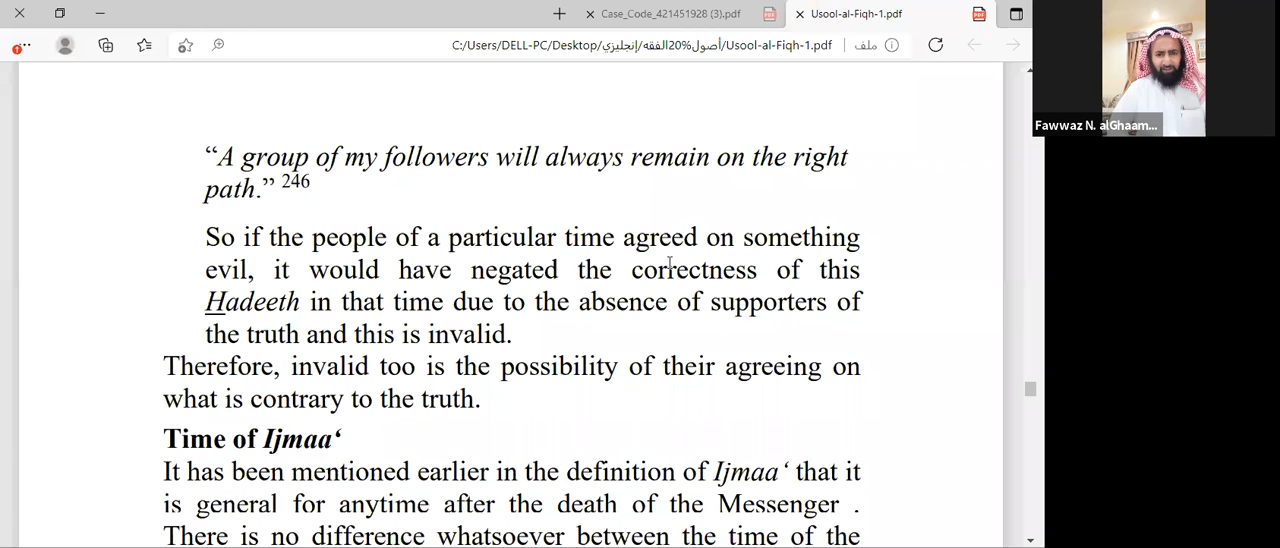 Case_Code_421451928 (3).pdf
Usool-al-Fiqh-1.pdf
C:/Users/DELL-PC/Desktop/أصول%20الفقه/إنجليزي/Usool-al-Fiqh-1.pdf
ملف
Fawwaz N. alGhaam...
“A group of my followers will always remain on the right
path.” 246
So if the people of a particular time agreed on something
evil, it would have negated the correctness of this
Hadeeth in that time due to the absence of supporters of
the truth and this is invalid.
Therefore, invalid too is the possibility of their agreeing on
what is contrary to the truth.
Time of Ijmaa‘
It has been mentioned earlier in the definition of Ijmaa‘ that it
is general for anytime after the death of the Messenger .
There is no difference whatsoever between the time of the